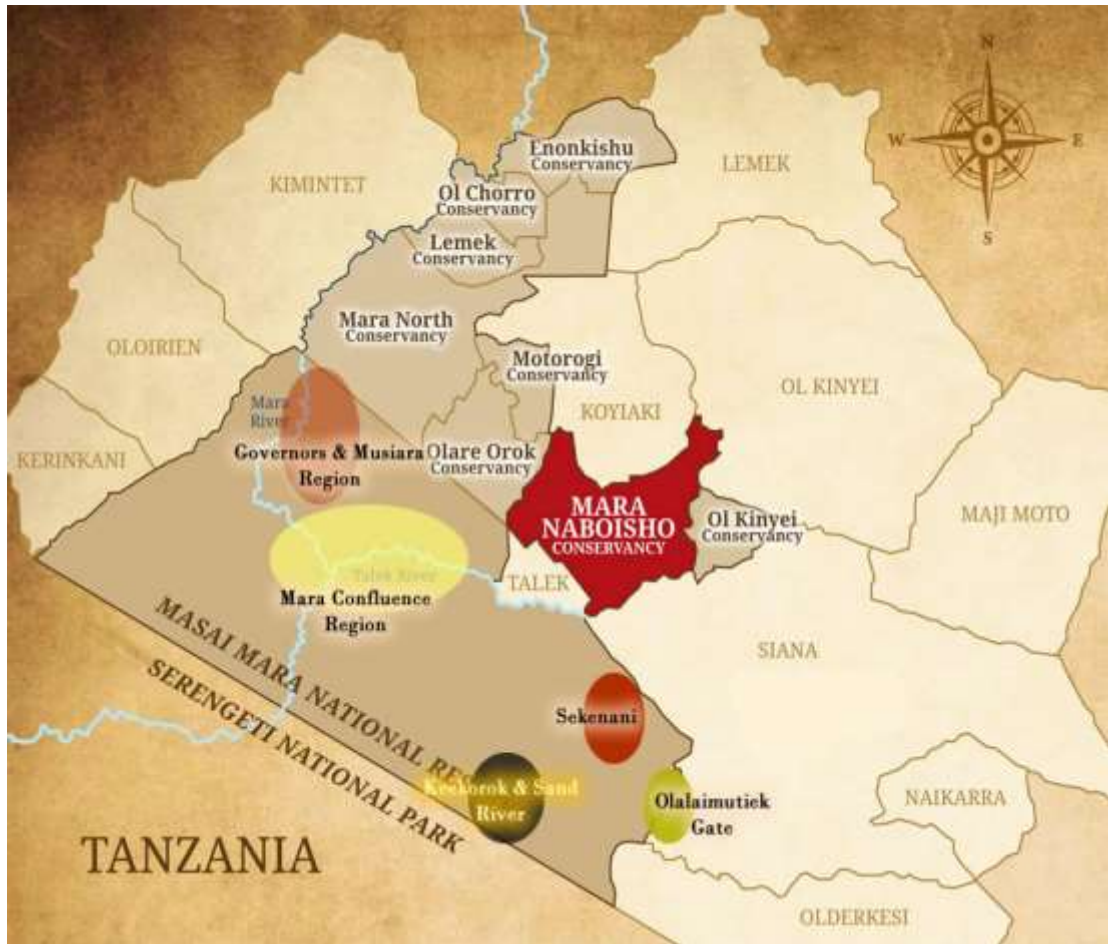 N
W
E
S
Enonkishu
Conservancy
LEMEK
KIMINTET
Ol Chorro
Conservancy
Lemek
Conservancy
Mara North
Conservancy
OLOIRIEN
Motorogi
Conservancy
OL KINYEI
Mara
River
KOYIAKI
KERINKANI
Governors & Musiara
Region
Olare Orok
Conservancy
MARA
NABOISHO
CONSERVANCY
Ol Kinyei
Conservancy
MAJI MOTO
Talek River
TALEK
Mara Confluence
Region
MASAI MARA NATIONAL RES
SERENGETI NATIONAL PARK
SIANA
Sekenani
Keekorok & Sand
River
Olalaimutiek
Gate
NAIKARRA
TANZANIA
OLDERKESI